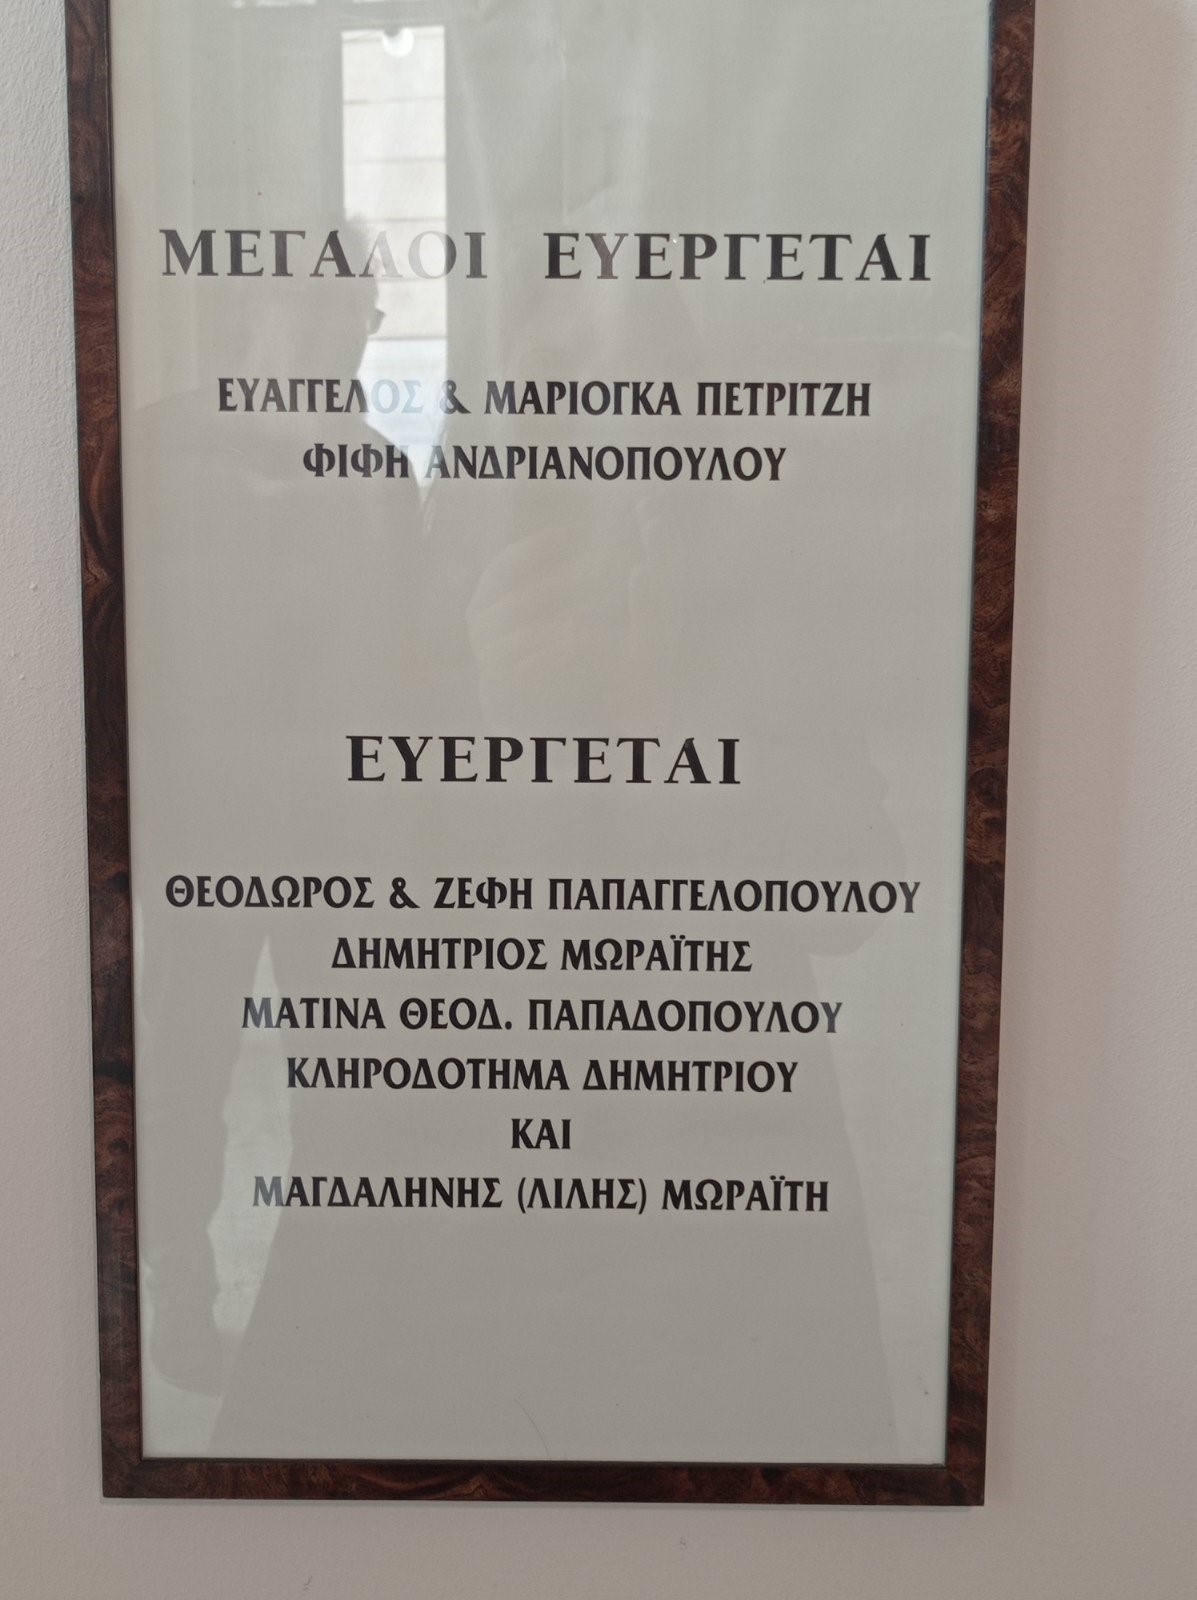 ΜΕΓΑΛΟΙ ΕΥΕΡΓΕΤΑΙ
ΕΥΑΓΓΕΛΟΣ & ΜΑΡΙΟΓΚΑ ΠΕΤΡΙΤΖΗ
ΦΙΦΗ ΑΝΔΡΙΑΝΟΠΟΥΛΟΥ
ΕΥΕΡΓΕΤΑΙ
ΘΕΟΔΩΡΟΣ & ΖΕΦΗ ΠΑΠΑΓΓΕΛΟΠΟΥΛΟΥ
ΔΗΜΗΤΡΙΟΣ ΜΩΡΑΪΤΗΣ
ΜΑΤΙΝΑ ΘΕΟΔ. ΠΑΠΑΔΟΠΟΥΛΟΥ
ΚΛΗΡΟΔΟΤΗΜΑ ΔΗΜΗΤΡΙΟΥ
ΚΑΙ
ΜΑΓΔΑΛΗΝΗΣ (ΛΙΛΗΣ) ΜΩΡΑΪΤΗ